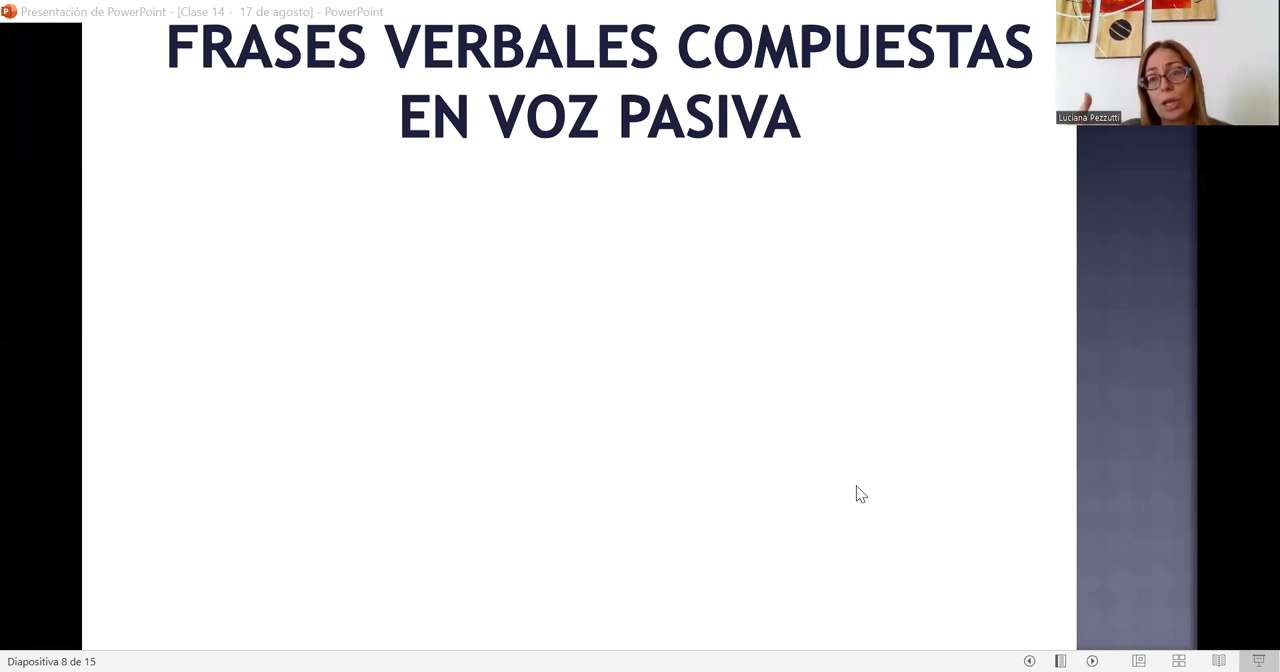 Presentación de PowerPoint - [Clase 14 -  17 de agosto] - PowerPoint
FRASES VERBALES COMPUESTAS
EN VOZ PASIVA
Luciana Pezzutti
Diapositiva 8 de 15